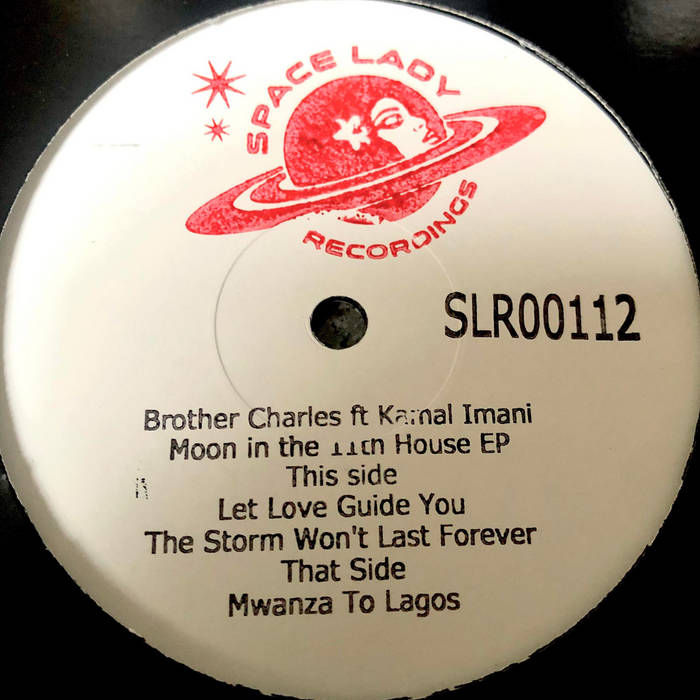 SPACE LADY
RECORDINGS
SLR00112
Brother Charles ft Kamal Imani
Moon in the 11th House EP
This side
Let Love Guide You
The Storm Won't Last Forever
That Side
Mwanza To Lagos